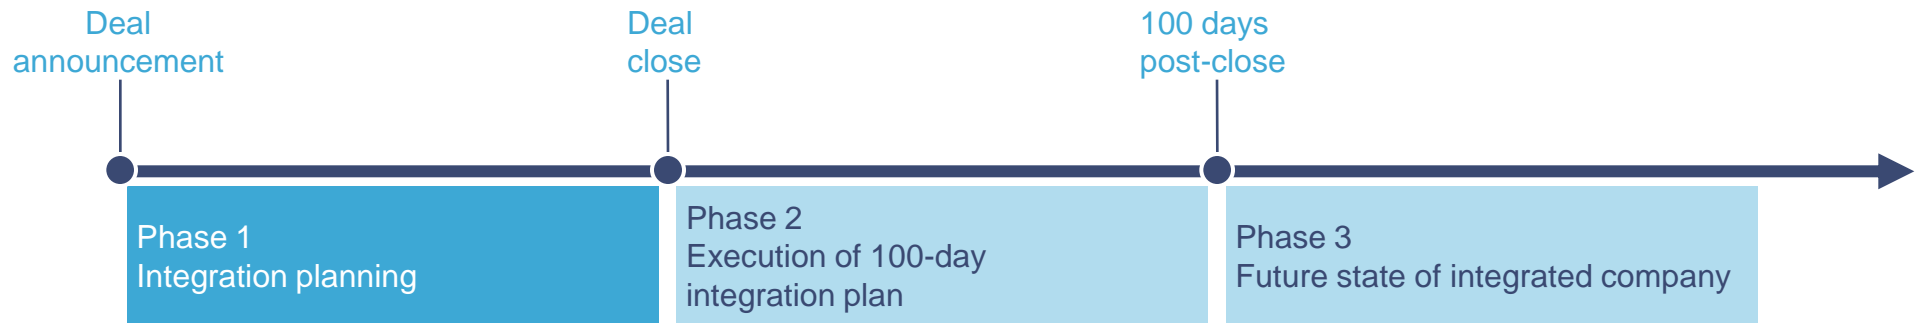 Deal
announcement
Deal
close
100 days
post-close
Phase 1
Integration planning
Phase 2
Execution of 100-day
integration plan
Phase 3
Future state of integrated company